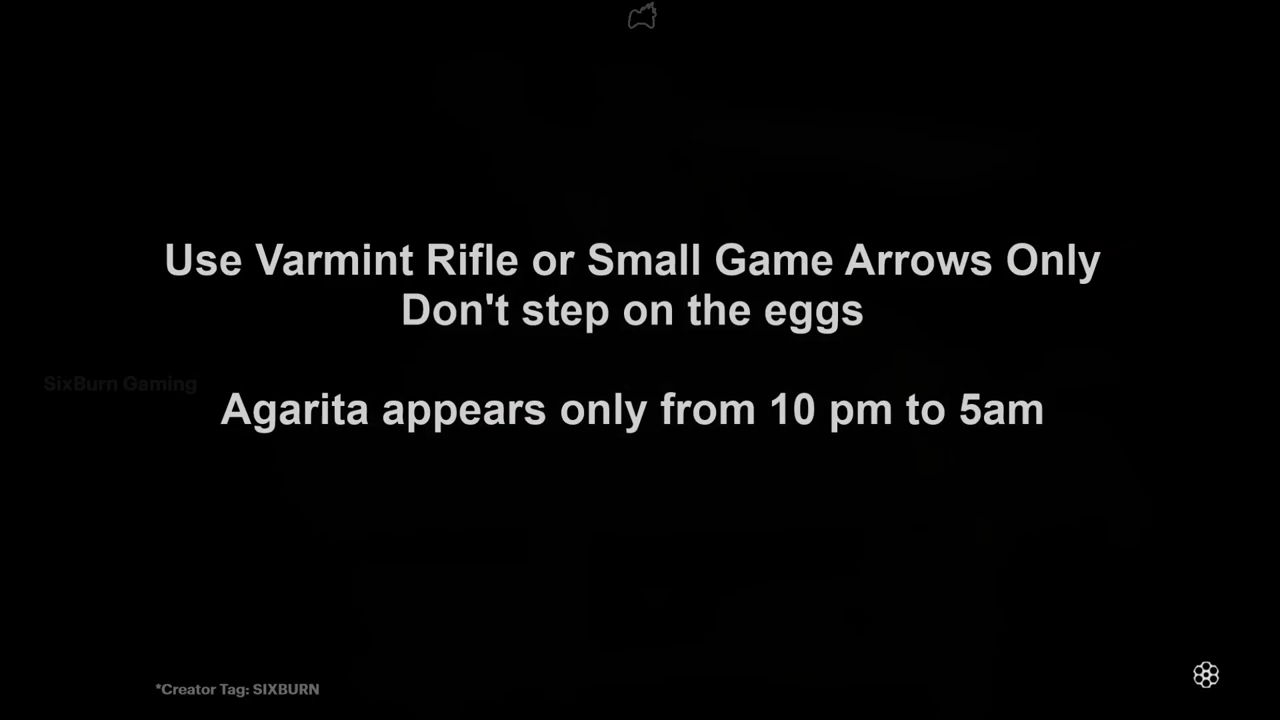 Use Varmint Rifle or Small Game Arrows Only
Don't step on the eggs
SixBurn Gaming
Agarita appears only from 10 pm to 5am
*Creator Tag: SIXBURN